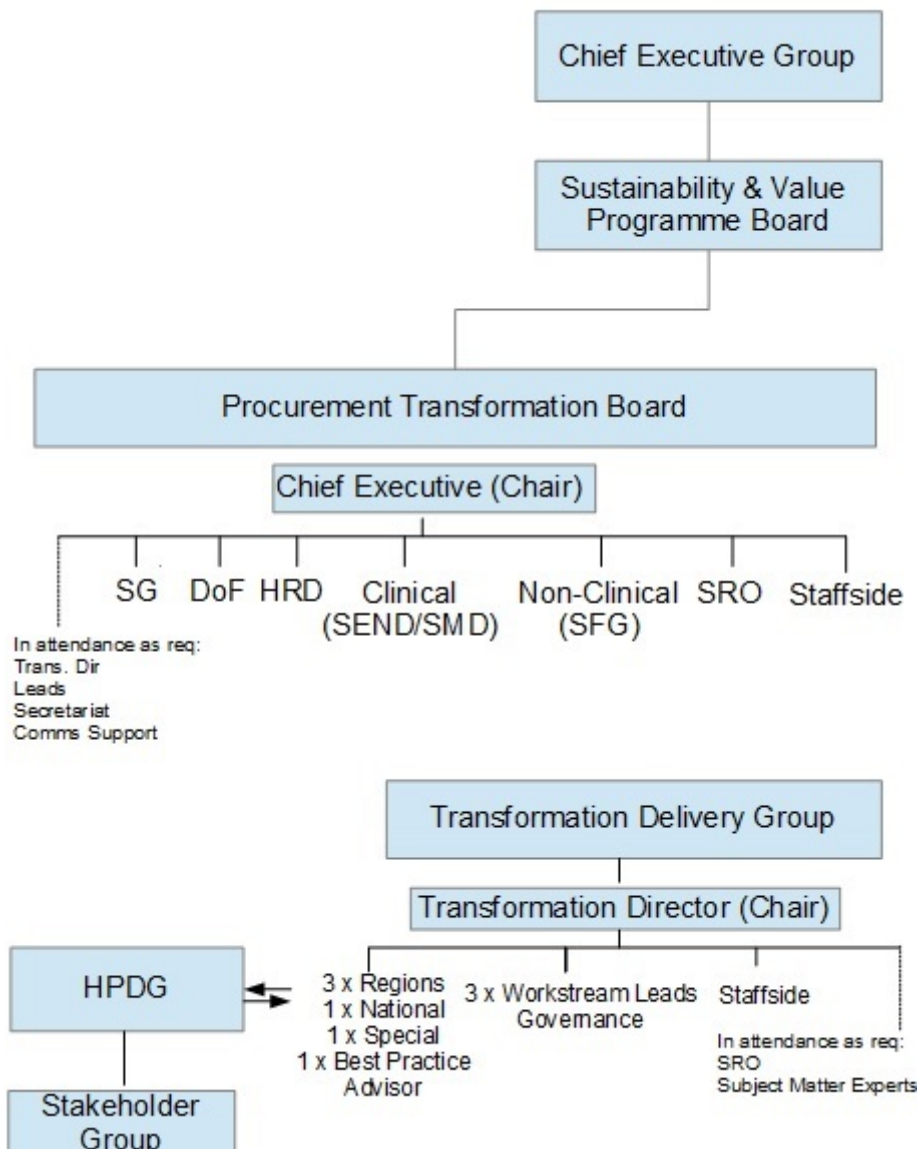 Chief Executive Group
Sustainability & Value
Programme Board
Procurement Transformation Board
Chief Executive (Chair)
SG
DoF
HRD
Clinical
(SEND/SMD)
Non-Clinical
(SFG)
SRO
Staffside
In attendance as req:
Trans. Dir
Leads
Secretariat
Comms Support
Transformation Delivery Group
Transformation Director (Chair)
HPDG
3 x Regions
1 x National
1 x Special
1 x Best Practice
Advisor
3 x Workstream Leads
Governance
Staffside
In attendance as req:
SRO
Subject Matter Experts
Stakeholder
Group